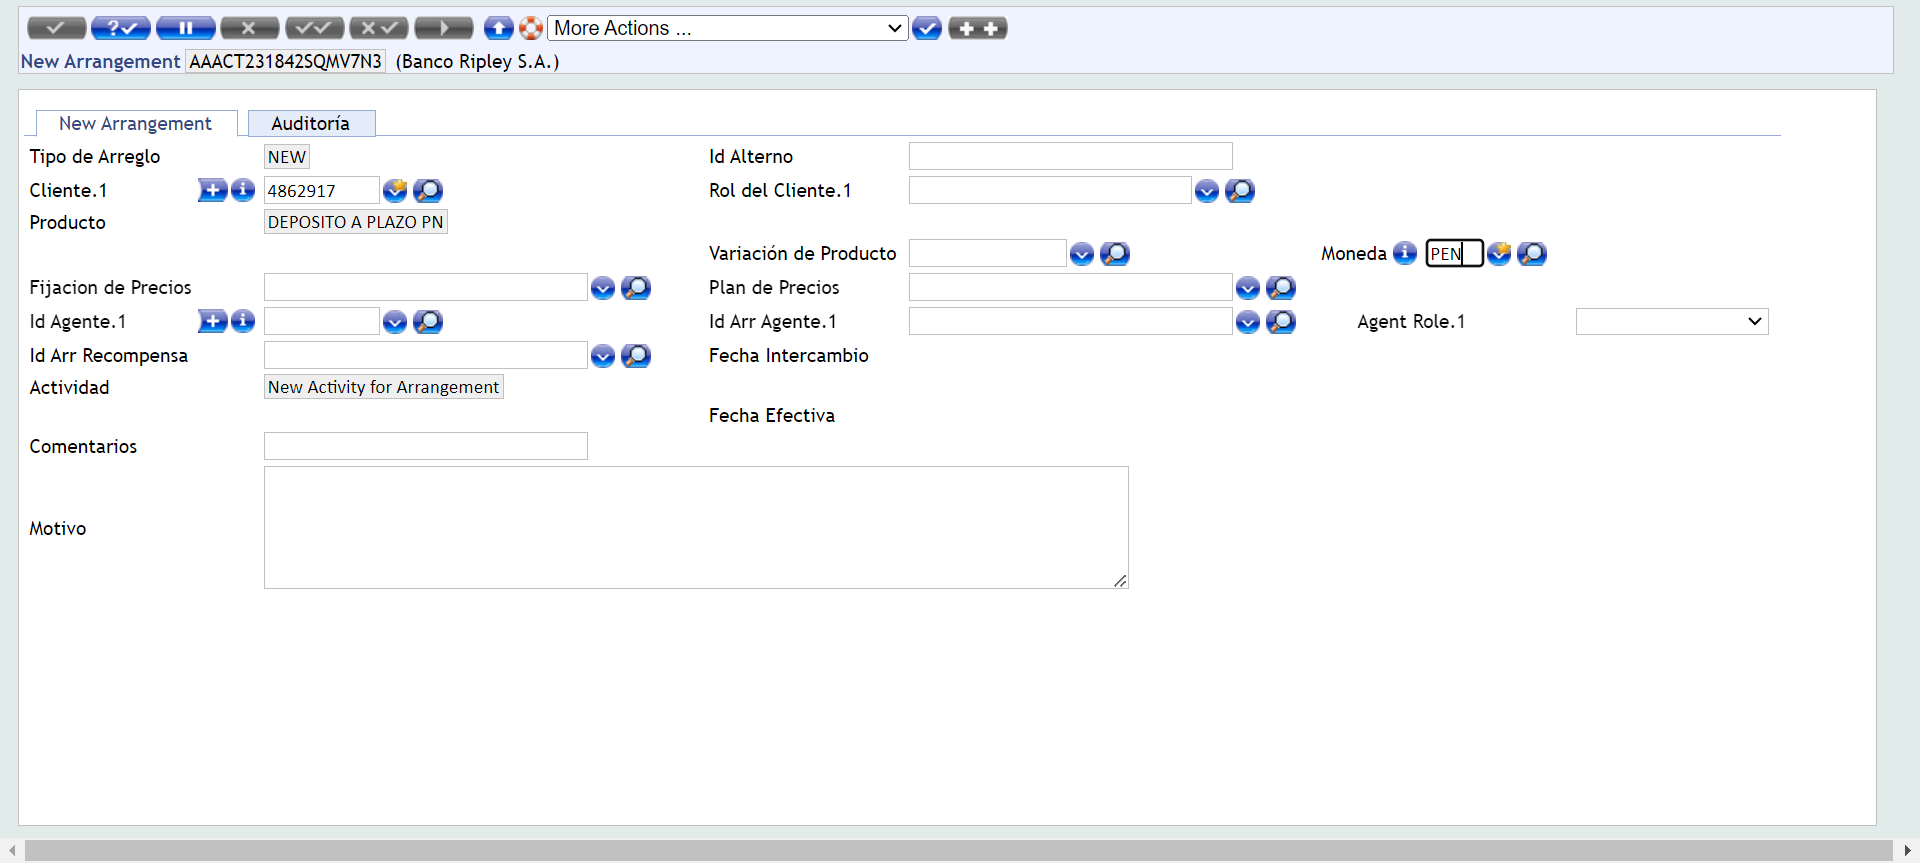 More Actions ...
New Arrangement AAACT231842SQMV7N3 (Banco Ripley S.A.)
New Arrangement Auditoría
Tipo de Arreglo NEW Id Alterno
Cliente.1 4862917 Rol del Cliente.1
Producto DEPOSITO A PLAZO PN
Variación de Producto Moneda PEN
Fijacion de Precios Plan de Precios
Id Agente.1 Id Arr Agente.1 Agent Role.1
Id Arr Recompensa Fecha Intercambio
Actividad New Activity for Arrangement
Fecha Efectiva
Comentarios
Motivo